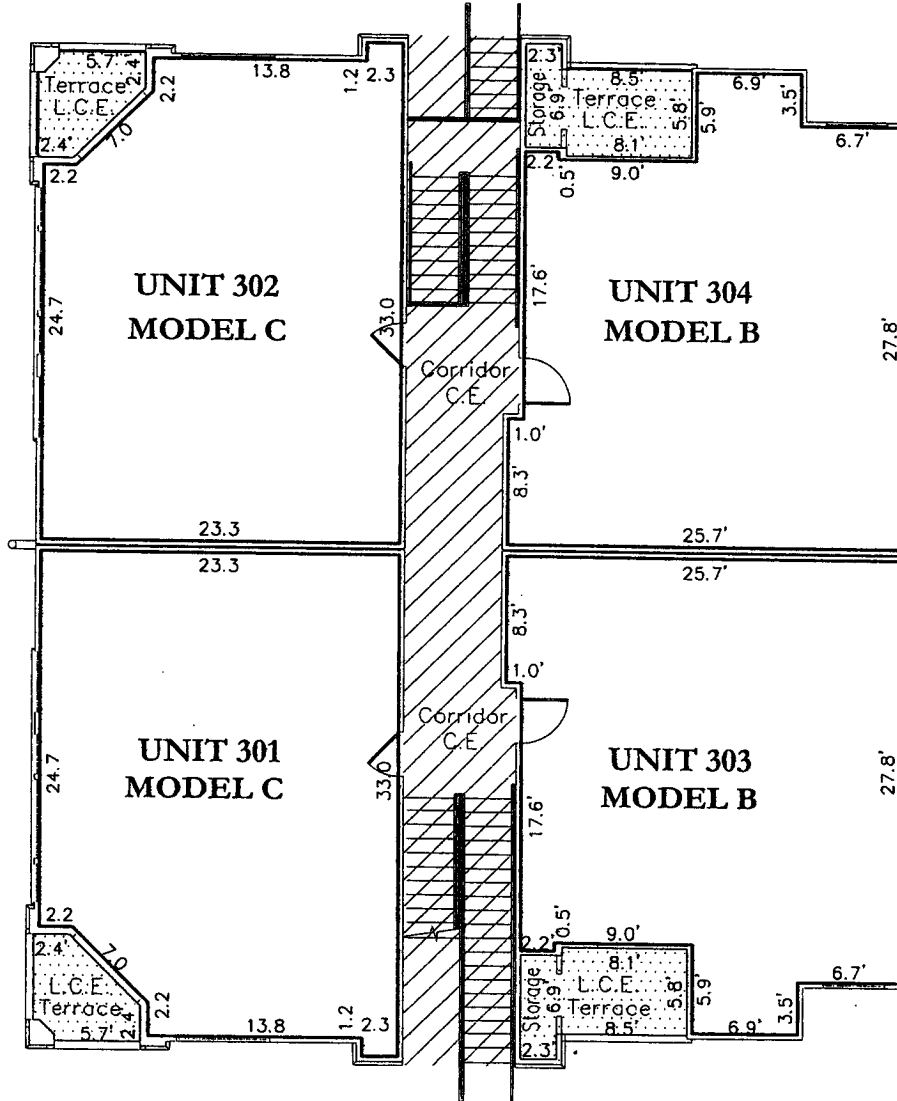 5.7'
2.4'
Terrace
L.C.E.
2.4'
7.0
2.2
2.2
13.8
1.2
2.3
2.3'
Storage
6.9'
8.5'
Terrace
L.C.E.
8.1'
5.8'
5.9'
6.9'
3.5'
6.7'
2.2'
0.5'
9.0'
UNIT 302
MODEL C
24.7
33.0
23.3
Corridor
C.E.
17.6'
UNIT 304
MODEL B
27.8'
1.0'
8.3'
25.7'
23.3
UNIT 301
MODEL C
24.7
33.0
25.7'
8.3'
1.0'
Corridor
C.E
UNIT 303
MODEL B
17.6'
27.8'
2.2
2.4'
7.0
L.C.E.
Terrace
2.4'
5.7'
2.2
13.8
1.2
2.3
2.2'
0.5'
9.0'
8.1'
Storage
6.9'
L.C.E.
Terrace
8.5'
5.8'
5.9'
2.3'
6.9'
3.5'
6.7'